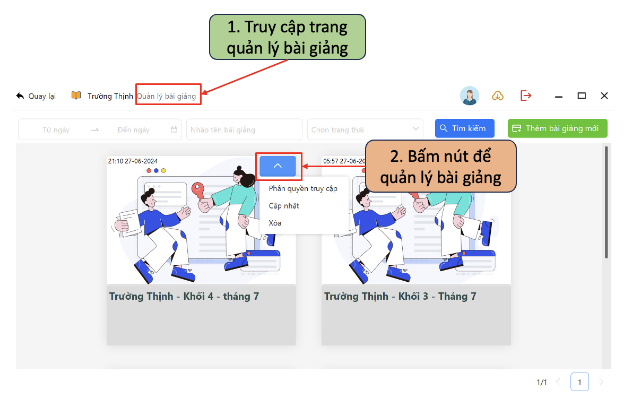 1. Truy cập trang
quản lý bài giảng
Quay lại
Trường Thịnh Quản lý bài giảng
Từ ngày
Đến ngày
Nhập tên bài giảng
Chọn trạng thái
Tìm kiếm
Thêm bài giảng mới
21:10 27-06-2024
05:57 27-06-202
2. Bấm nút để
quản lý bài giảng
Phân quyền truy cập
Cập nhật
Xóa
Trường Thịnh - Khối 4 - tháng 7
Trường Thịnh - Khối 3 - Tháng 7
1/1
1